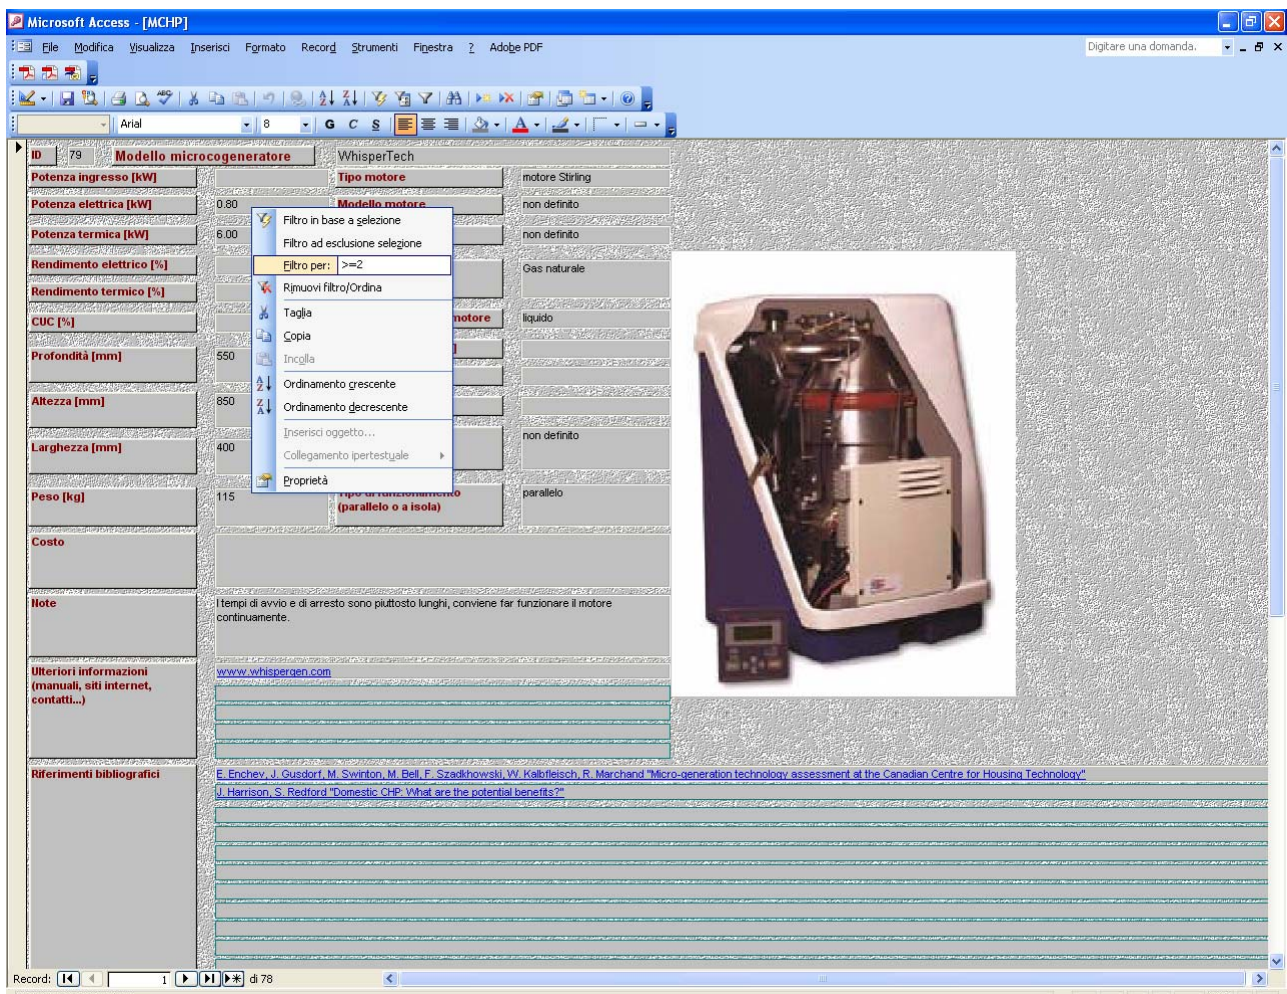 Microsoft Access - [MCHP]
File Modifica Visualizza Inserisci Formato Record Strumenti Finestra ? Adobe PDF Digitare una domanda.
Arial 8 G C S
ID 79 Modello microcogeneratore WhisperTech
Potenza ingresso [kW] Tipo motore motore Stirling
Potenza elettrica [kW] 0.80 Modello motore non definito
Filtro in base a selezione
Potenza termica [kW] 6.00 non definito
Filtro ad esclusione selezione
Rendimento elettrico [%] Filtro per: >=2 Gas naturale
Rendimento termico [%] Rimuovi filtro/Ordina
CUC [%] Taglia motore liquido
Copia
Profondità [mm] 550 Incolla ]
Ordinamento crescente
Altezza [mm] 850 Ordinamento decrescente
Inserisci oggetto... non definito
Larghezza [mm] 400 Collegamento ipertestuale
Proprietà
Peso [kg] 115 Tipo di funzionamento parallelo
(parallelo o a isola)
Costo
Note I tempi di avvio e di arresto sono piuttosto lunghi, conviene far funzionare il motore
continuamente.
Ulteriori informazioni www.whispergen.com
(manuali, siti internet,
contatti...)
Riferimenti bibliografici E. Enchev, J. Gusdorf, M. Swinton, M. Bell, F. Szadkhowski, W. Kalbfleisch, R. Marchand "Micro-generation technology assessment at the Canadian Centre for Housing Technology"
J. Harrison, S. Redford "Domestic CHP: What are the potential benefits?"
Record: 1 di 78